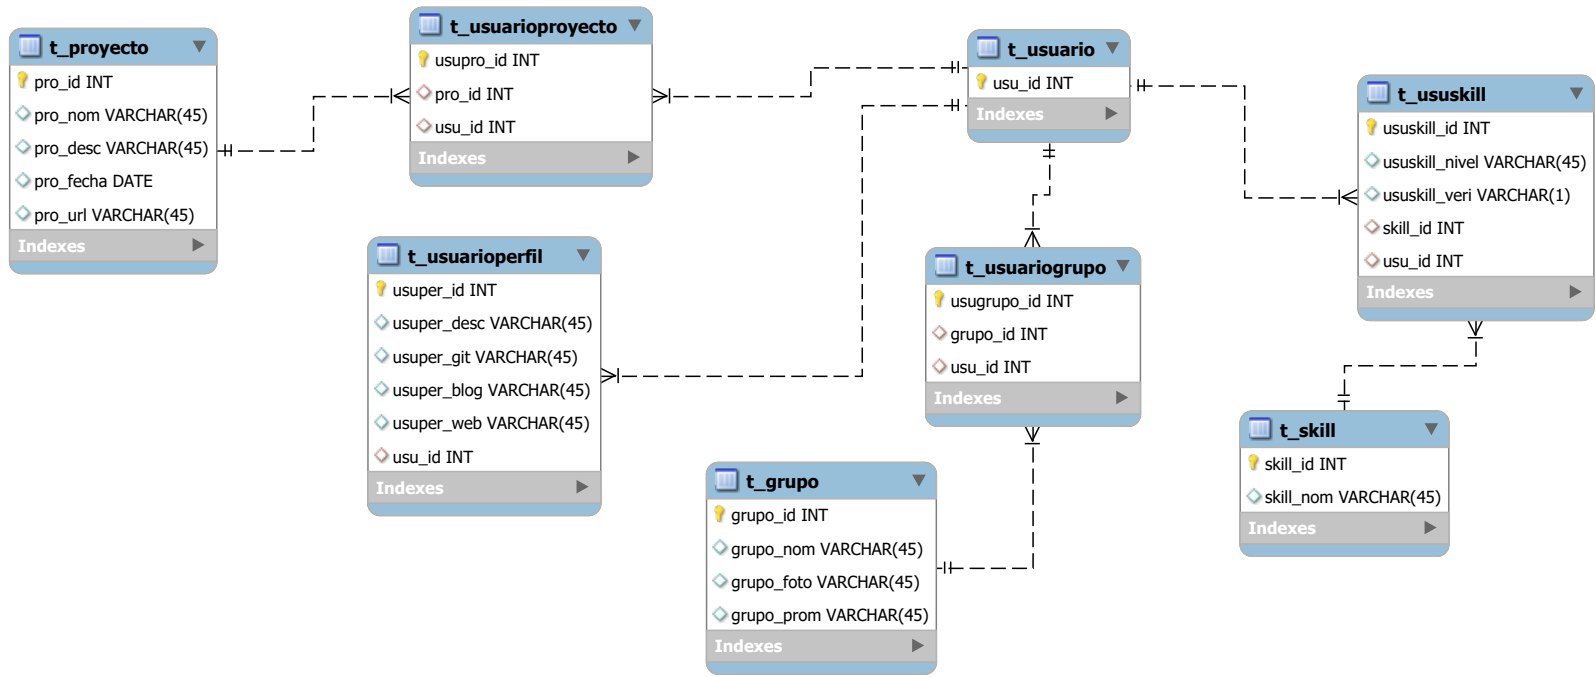 t_proyecto
pro_id INT
pro_nom VARCHAR(45)
pro_desc VARCHAR(45)
pro_fecha DATE
pro_url VARCHAR(45)
Indexes
t_usuarioproyecto
usupro_id INT
pro_id INT
usu_id INT
Indexes
t_usuario
usu_id INT
Indexes
t_ususkill
ususkill_id INT
ususkill_nivel VARCHAR(45)
ususkill_veri VARCHAR(1)
skill_id INT
usu_id INT
Indexes
t_usuarioperfil
usuper_id INT
usuper_desc VARCHAR(45)
usuper_git VARCHAR(45)
usuper_blog VARCHAR(45)
usuper_web VARCHAR(45)
usu_id INT
Indexes
t_usuariogrupo
usugrupo_id INT
grupo_id INT
usu_id INT
Indexes
t_grupo
grupo_id INT
grupo_nom VARCHAR(45)
grupo_foto VARCHAR(45)
grupo_prom VARCHAR(45)
Indexes
t_skill
skill_id INT
skill_nom VARCHAR(45)
Indexes